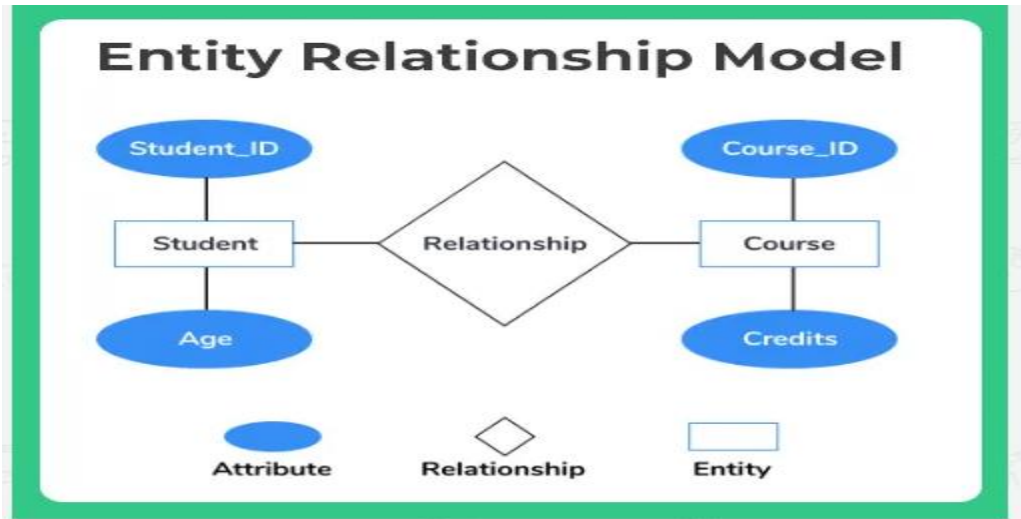 Entity Relationship Model
Student_ID
Course_ID
Student
Relationship
Course
Age
Credits
Attribute
Relationship
Entity